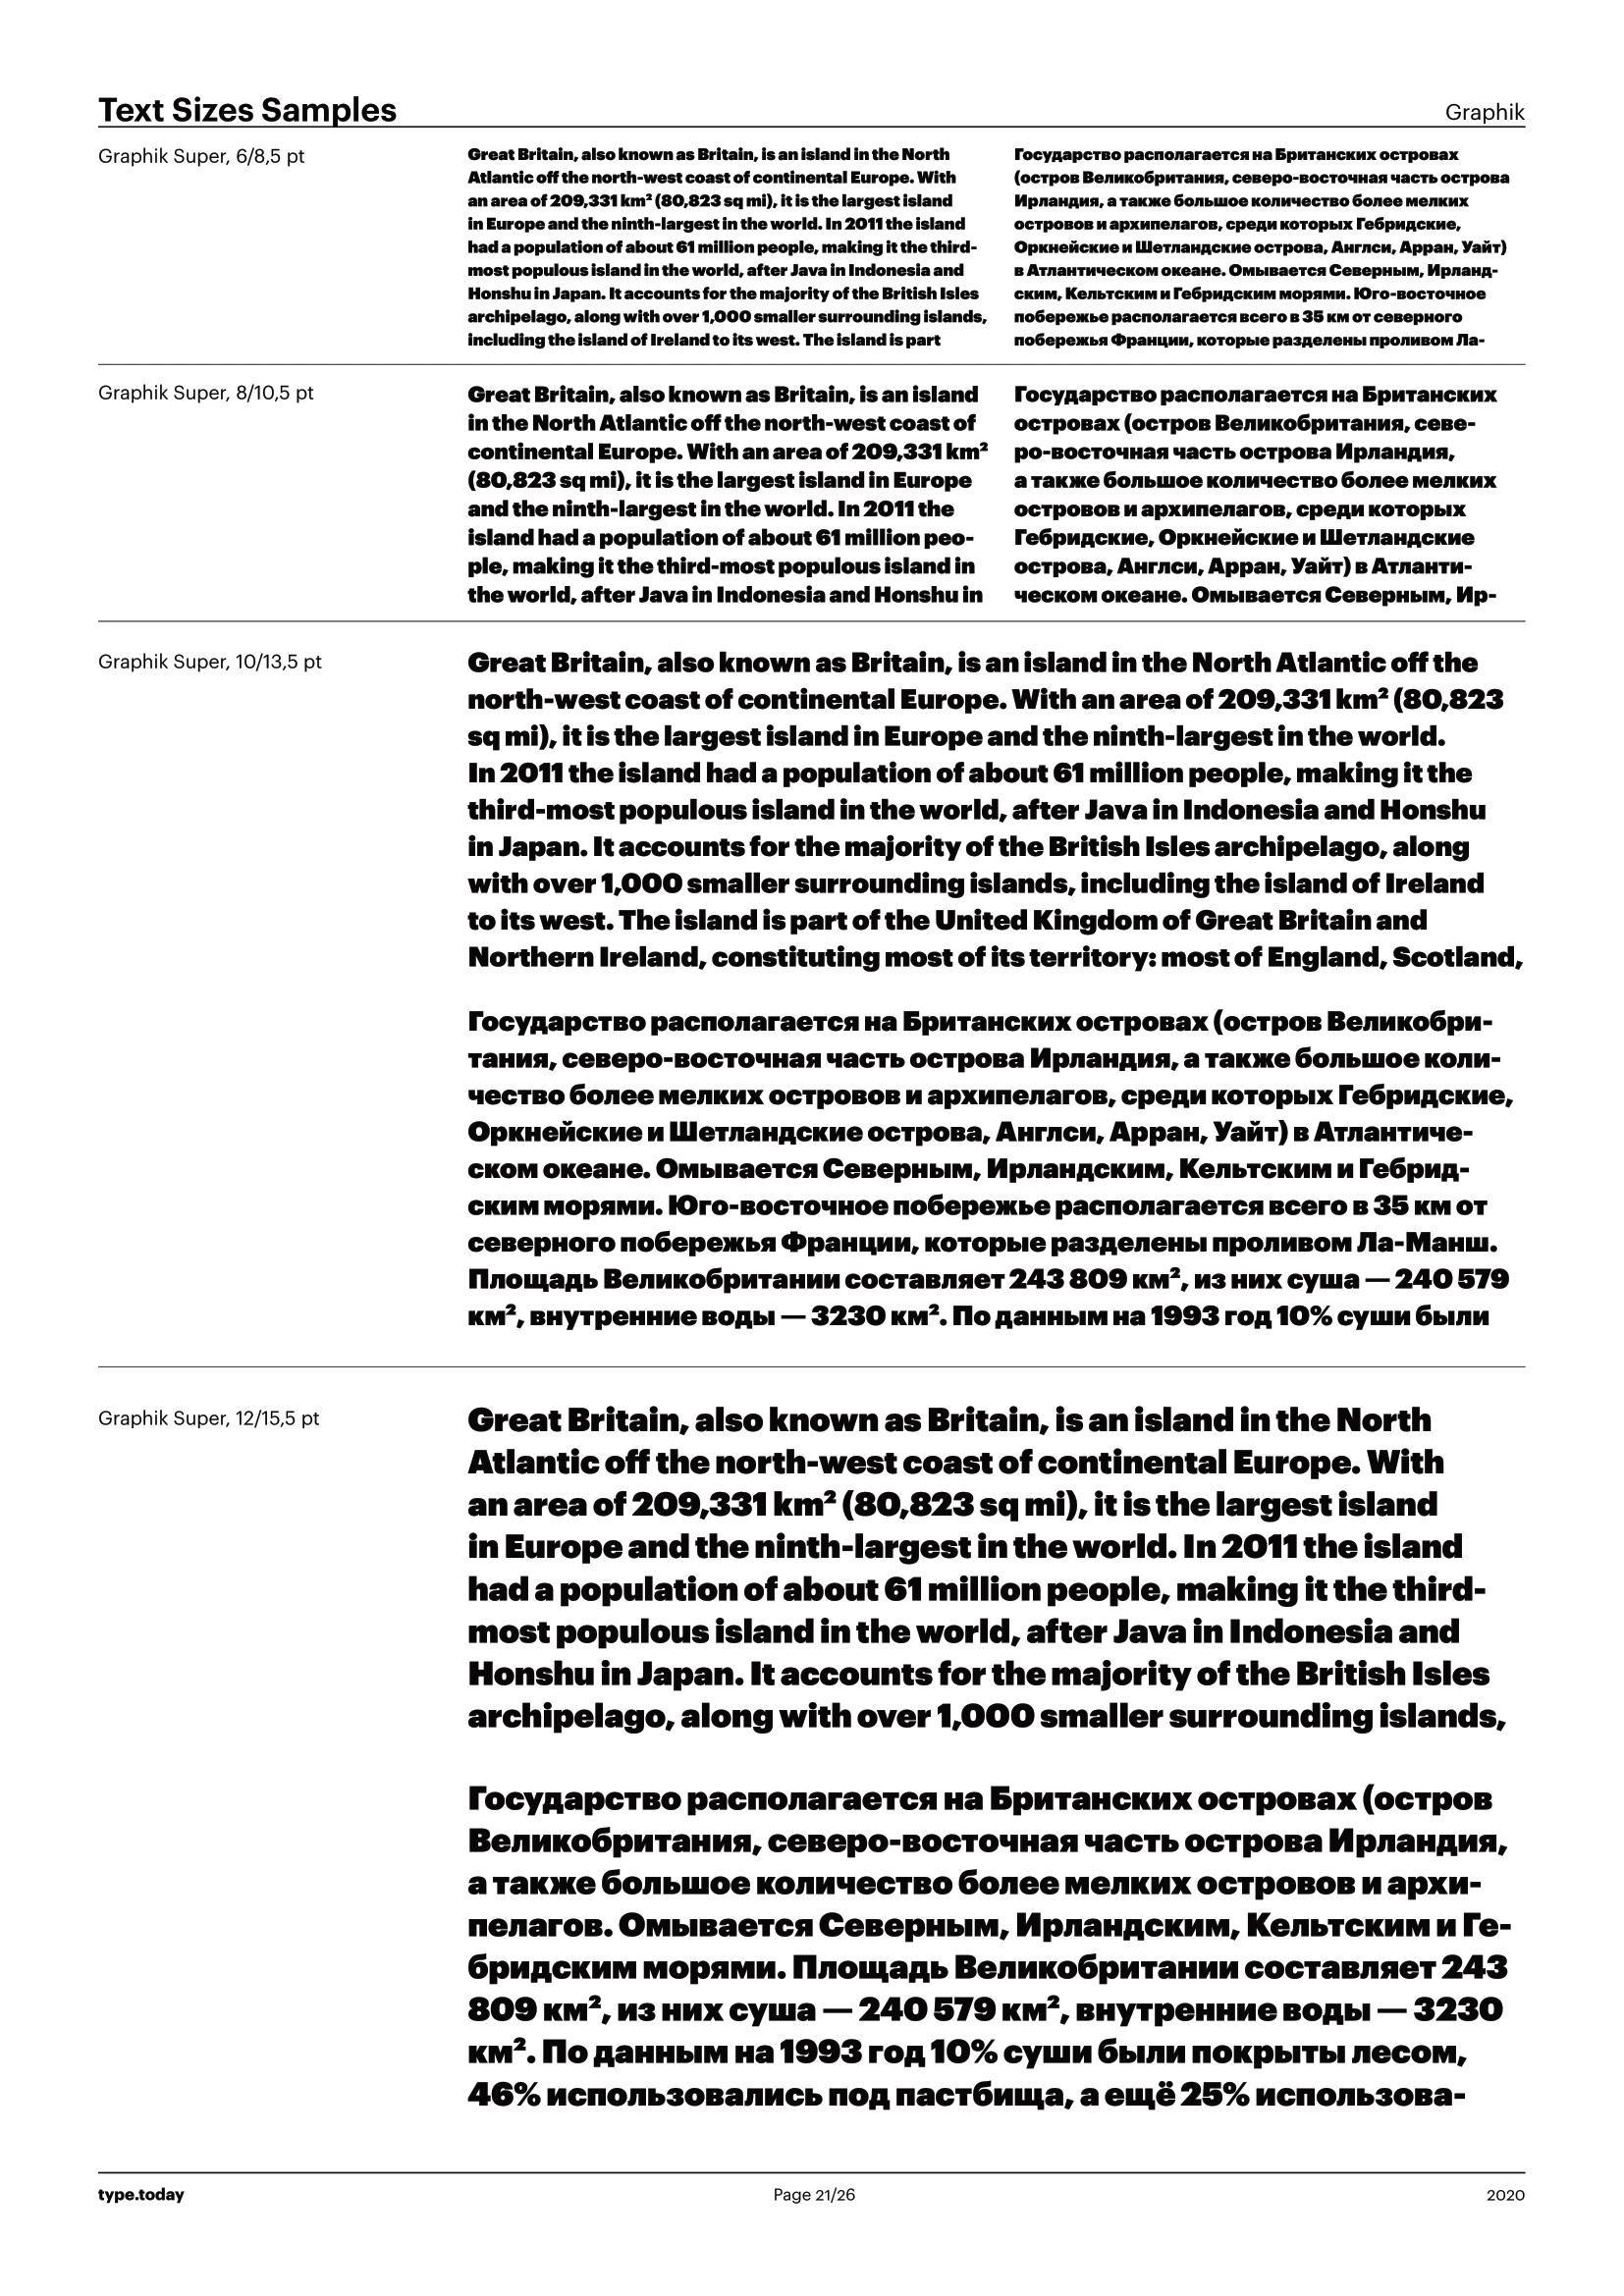 Text Sizes Samples
Graphik
Graphik Super, 6/8,5 pt
Great Britain, also known as Britain, is an island in the North
Atlantic off the north-west coast of continental Europe. With
an area of 209,331 km² (80,823 sq mi), it is the largest island
in Europe and the ninth-largest in the world. In 2011 the island
had a population of about 61 million people, making it the third-
most populous island in the world, after Java in Indonesia and
Honshu in Japan. It accounts for the majority of the British Isles
archipelago, along with over 1,000 smaller surrounding islands,
including the island of Ireland to its west. The island is part
Государство располагается на Британских островах
(остров Великобритания, северо-восточная часть острова
Ирландия, а также большое количество более мелких
островов и архипелагов, среди которых Гебридские,
Оркнейские и Шетландские острова, Англси, Арран, Уайт)
в Атлантическом океане. Омывается Северным, Ирланд-
ским, Кельтским и Гебридским морями. Юго-восточное
побережье располагается всего в 35 км от северного
побережья Франции, которые разделены проливом Ла-
Graphik Super, 8/10,5 pt
Great Britain, also known as Britain, is an island
in the North Atlantic off the north-west coast of
continental Europe. With an area of 209,331 km²
(80,823 sq mi), it is the largest island in Europe
and the ninth-largest in the world. In 2011 the
island had a population of about 61 million peo-
ple, making it the third-most populous island in
the world, after Java in Indonesia and Honshu in
Государство располагается на Британских
островах (остров Великобритания, севе-
ро-восточная часть острова Ирландия,
а также большое количество более мелких
островов и архипелагов, среди которых
Гебридские, Оркнейские и Шетландские
острова, Англси, Арран, Уайт) в Атланти-
ческом океане. Омывается Северным, Ир-
Graphik Super, 10/13,5 pt
Great Britain, also known as Britain, is an island in the North Atlantic off the
north-west coast of continental Europe. With an area of 209,331 km² (80,823
sq mi), it is the largest island in Europe and the ninth-largest in the world.
In 2011 the island had a population of about 61 million people, making it the
third-most populous island in the world, after Java in Indonesia and Honshu
in Japan. It accounts for the majority of the British Isles archipelago, along
with over 1,000 smaller surrounding islands, including the island of Ireland
to its west. The island is part of the United Kingdom of Great Britain and
Northern Ireland, constituting most of its territory: most of England, Scotland,
Государство располагается на Британских островах (остров Великобри-
тания, северо-восточная часть острова Ирландия, а также большое коли-
чество более мелких островов и архипелагов, среди которых Гебридские,
Оркнейские и Шетландские острова, Англси, Арран, Уайт) в Атлантиче-
ском океане. Омывается Северным, Ирландским, Кельтским и Гебрид-
ским морями. Юго-восточное побережье располагается всего в 35 км от
северного побережья Франции, которые разделены проливом Ла-Манш.
Площадь Великобритании составляет 243 809 км², из них суша — 240 579
км², внутренние воды — 3230 км². По данным на 1993 год 10% суши были
Graphik Super, 12/15,5 pt
Great Britain, also known as Britain, is an island in the North
Atlantic off the north-west coast of continental Europe. With
an area of 209,331 km² (80,823 sq mi), it is the largest island
in Europe and the ninth-largest in the world. In 2011 the island
had a population of about 61 million people, making it the third-
most populous island in the world, after Java in Indonesia and
Honshu in Japan. It accounts for the majority of the British Isles
archipelago, along with over 1,000 smaller surrounding islands,
Государство располагается на Британских островах (остров
Великобритания, северо-восточная часть острова Ирландия,
а также большое количество более мелких островов и архи-
пелагов. Омывается Северным, Ирландским, Кельтским и Ге-
бридским морями. Площадь Великобритании составляет 243
809 км², из них суша — 240 579 км², внутренние воды — 3230
км². По данным на 1993 год 10% суши были покрыты лесом,
46% использовались под пастбища, а ещё 25% использова-
type.today
Page 21/26
2020